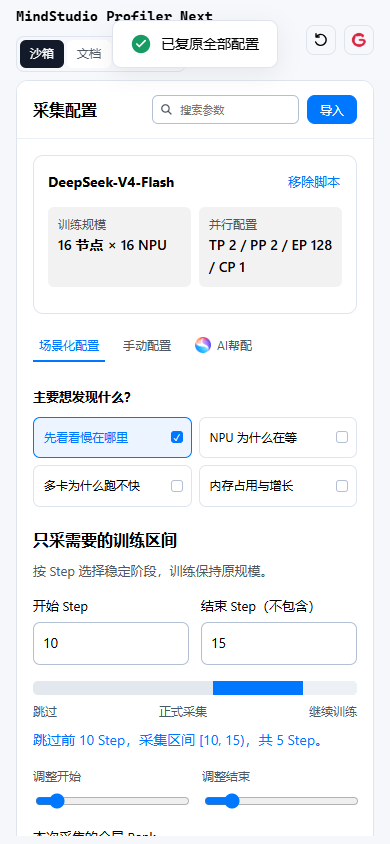 MindStudio Profiler Next
已复原全部配置
沙箱
文档
采集配置
搜索参数
导入
DeepSeek-V4-Flash
移除脚本
训练规模
16 节点 × 16 NPU
并行配置
TP 2 / PP 2 / EP 128
/ CP 1
场景化配置
手动配置
AI帮配
主要想发现什么？
先看看慢在哪里
NPU 为什么在等
多卡为什么跑不快
内存占用与增长
只采需要的训练区间
按 Step 选择稳定阶段，训练保持原规模。
开始 Step
结束 Step（不包含）
10
15
跳过
正式采集
继续训练
跳过前 10 Step，采集区间 [10, 15)，共 5 Step。
调整开始
调整结束
本次采集的全局 Rank